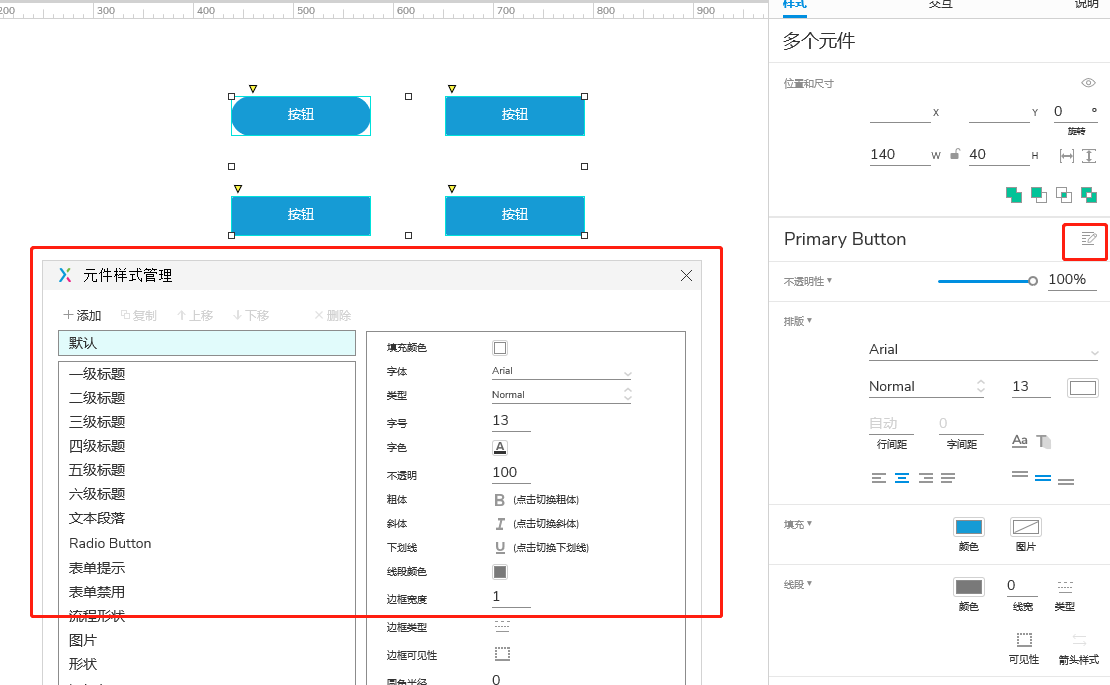 200
300
400
500
600
700
800
900
样式
交互
说明
按钮
按钮
按钮
按钮
多个元件
位置和尺寸
X
Y
0 °
旋转
140 W
40 H
Primary Button
不透明性 100%
排版
Arial
Normal 13
自动 0
行间距 字间距
Aa
填充
颜色 图片
线段
0
颜色 线宽 类型
可见性 箭头样式
元件样式管理
添加 复制 上移 下移 删除
默认
一级标题
二级标题
三级标题
四级标题
五级标题
六级标题
文本段落
Radio Button
表单提示
表单禁用
流程形状
图片
形状
填充颜色
字体 Arial
类型 Normal
字号 13
字色 A
不透明 100
粗体 B (点击切换粗体)
斜体 I (点击切换斜体)
下划线 U (点击切换下划线)
线段颜色
边框宽度 1
边框类型
边框可见性
圆角半径 0